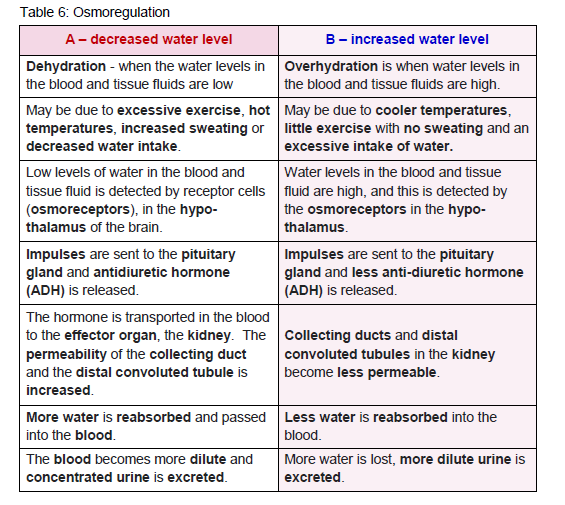 Table 6: Osmoregulation
A – decreased water level
B – increased water level
Dehydration - when the water levels in
the blood and tissue fluids are low
Overhydration is when water levels in
the blood and tissue fluids are high.
May be due to excessive exercise, hot
temperatures, increased sweating or
decreased water intake.
May be due to cooler temperatures,
little exercise with no sweating and an
excessive intake of water.
Low levels of water in the blood and
tissue fluid is detected by receptor cells
(osmoreceptors), in the hypo-
thalamus of the brain.
Water levels in the blood and tissue
fluid are high, and this is detected by
the osmoreceptors in the hypo-
thalamus.
Impulses are sent to the pituitary
gland and antidiuretic hormone
(ADH) is released.
Impulses are sent to the pituitary
gland and less anti-diuretic hormone
(ADH) is released.
The hormone is transported in the blood
to the effector organ, the kidney. The
permeability of the collecting duct
and the distal convoluted tubule is
increased.
Collecting ducts and distal
convoluted tubules in the kidney
become less permeable.
More water is reabsorbed and passed
into the blood.
Less water is reabsorbed into the
blood.
The blood becomes more dilute and
concentrated urine is excreted.
More water is lost, more dilute urine is
excreted.